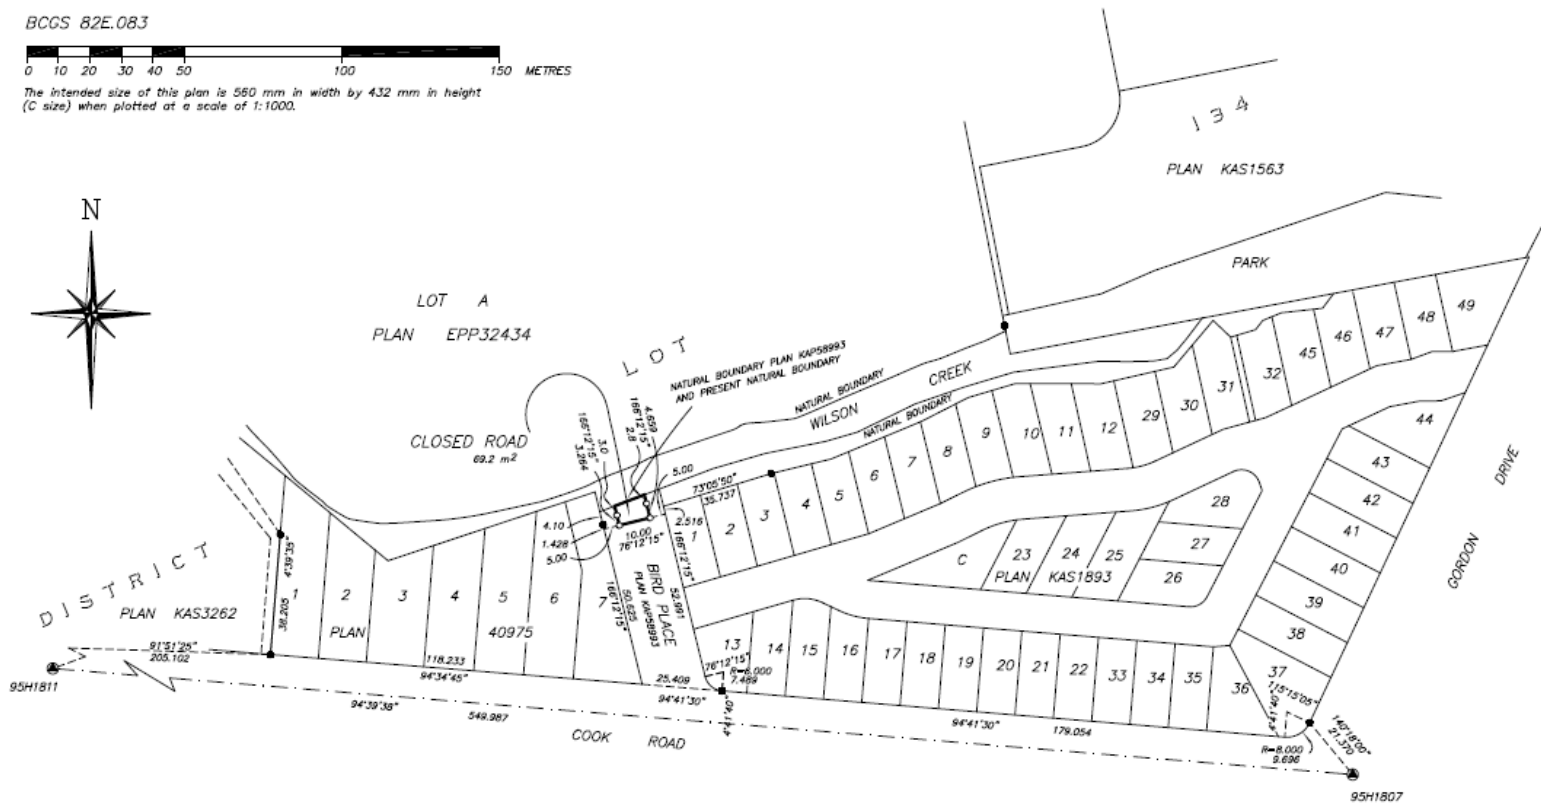 BCGS 82E.083
0 10 20 30 40 50 100 150 METRES
The intended size of this plan is 560 mm in width by 432 mm in height
(C size) when plotted at a scale of 1:1000.
N
134
PLAN KAS1563
PARK
LOT A
PLAN EPP32434
LOT
NATURAL BOUNDARY PLAN KAP58993
AND PRESENT NATURAL BOUNDARY
NATURAL BOUNDARY
WILSON CREEK
NATURAL BOUNDARY
CLOSED ROAD
69.2 m²
3.0
166°12'15"
3.264
4.659
166°12'15"
2.8
5.00
73°05'50"
35.737
4.10
1.428
5.00
10.00
76°12'15"
2.516
166°12'15"
52.991
BIRD PLACE
PLAN KAP58993
50.625
166°12'15"
1 2 3 4 5 6 7 8 9 10 11 12 29 30 31 32 45 46 47 48 49
44
43
42
41
40
39
38
37
36
28
27
26
C 23 24 25
PLAN KAS1893
13 14 15 16 17 18 19 20 21 22 33 34 35
GORDON DRIVE
DISTRICT
PLAN KAS3262
4°39'35"
38.205
1 2 3 4 5 6 7
PLAN 40975
91°51'25"
205.102
118.233
94°34'45"
25.409
94°41'30"
76°12'15"
R=6.000
7.489
4°41'40"
94°41'30"
179.054
115°15'05"
4°41'40"
R=8.000
9.696
140°18'00"
21.370
95H1811
94°39'38"
549.987
COOK ROAD
95H1807